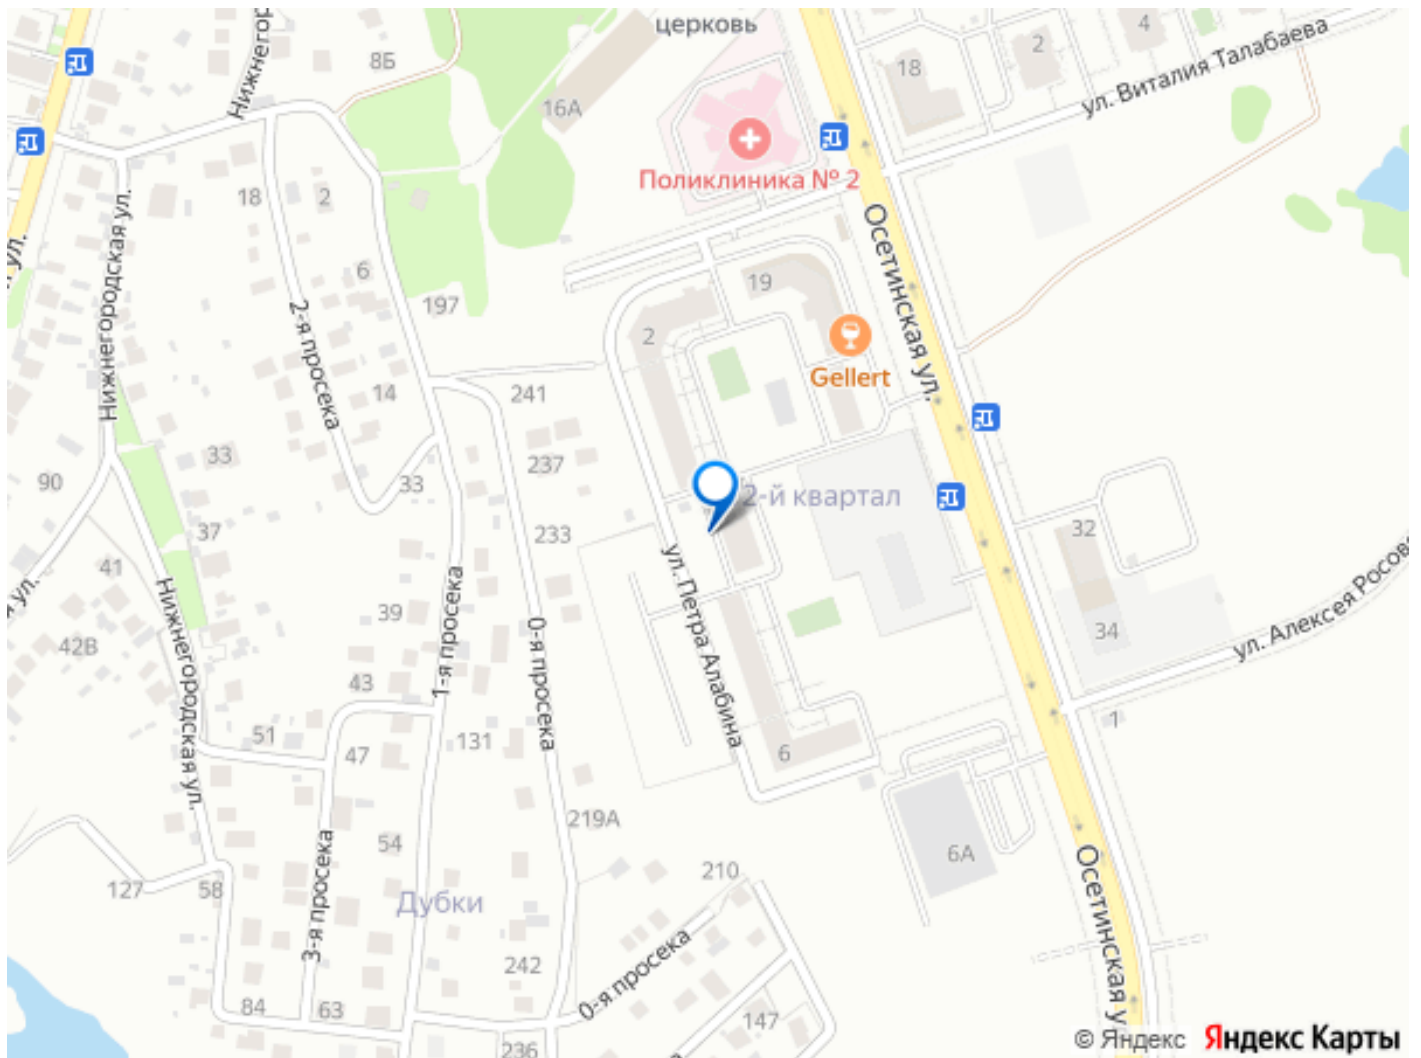 церковь
8Б
16А
Нижнегор
18
2
4
ул. Виталия Талабаева
Поликлиника № 2
18
2
Нижнегородская ул.
ул.
6
197
2-я просека
19
2
Осетинская ул.
Gellert
14
241
33
237
90
33
2-й квартал
37
233
32
41
ул. Петра Алабина
ул. Алексея Росова
ул.
Нижнегородская ул.
39
1-я просека
0-я просека
34
42В
43
51
47
131
6
1
219А
54
3-я просека
6А
210
127
58
Дубки
Осетинская у
242
0-я просека
84
63
147
236
© Яндекс Яндекс Карты